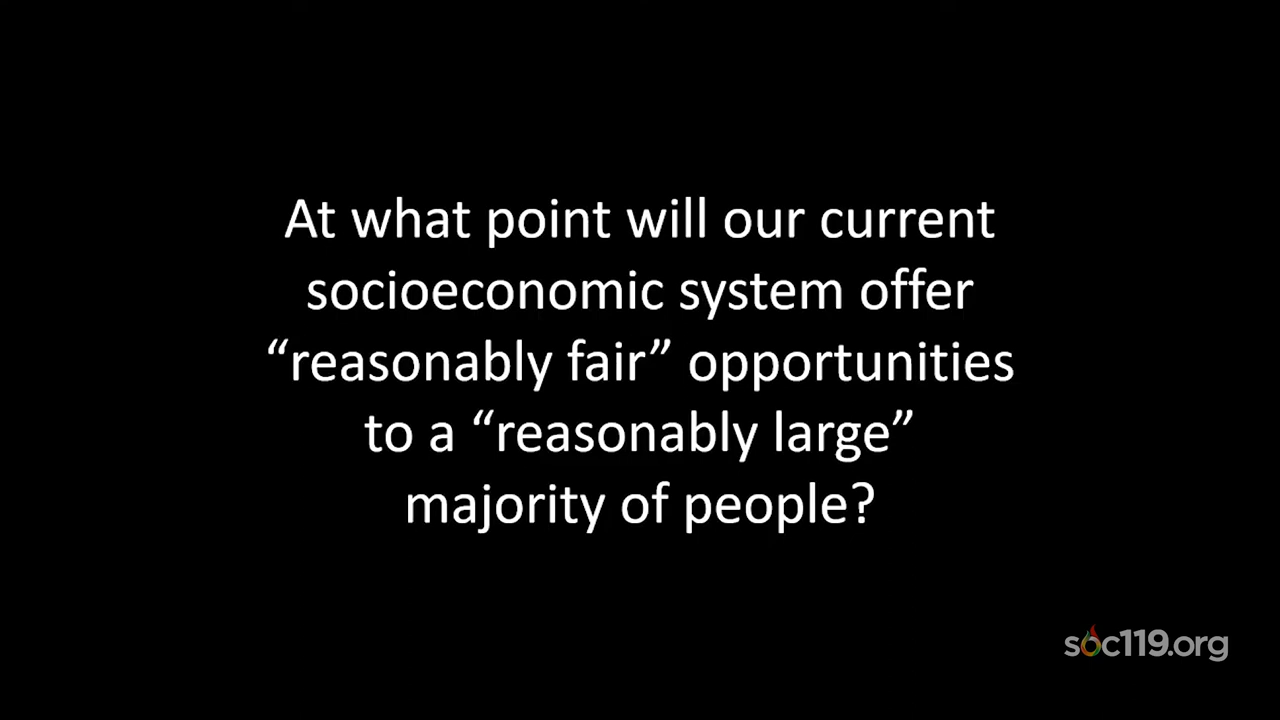 At what point will our current
socioeconomic system offer
“reasonably fair” opportunities
to a “reasonably large”
majority of people?
soc119.org